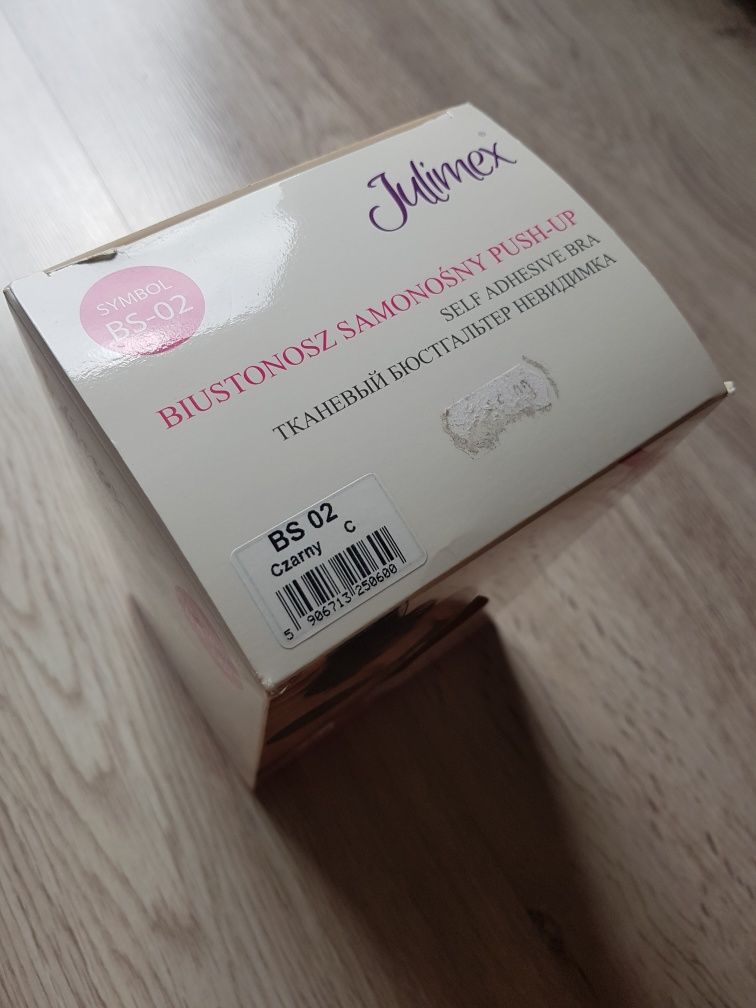 Julimex®
SYMBOL
BS-02
BIUSTONOSZ SAMONOŚNY PUSH-UP
SELF ADHESIVE BRA
ТКАНЕВЫЙ БЮСТГАЛЬТЕР НЕВИДИМКА
BS 02
Czarny C
5 906713 250600